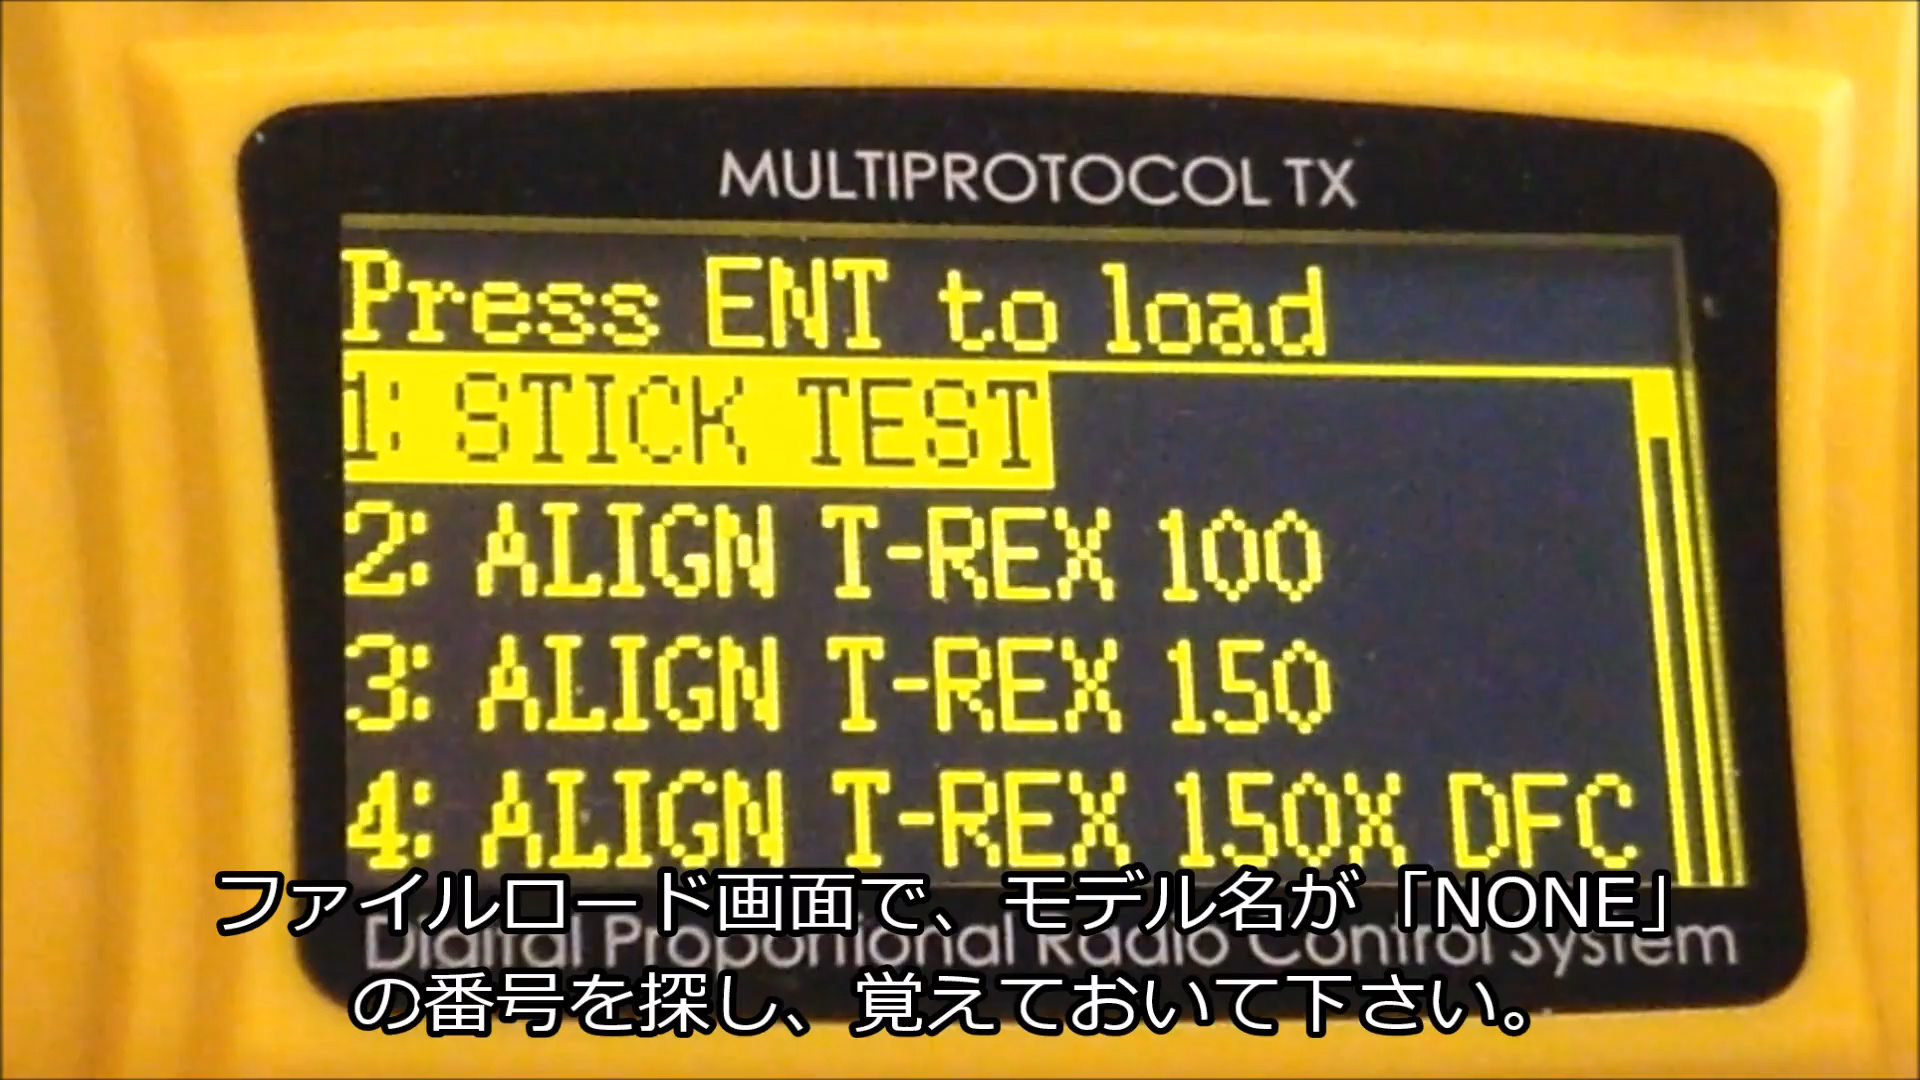 MULTIPROTOCOL TX
Press ENT to load
1: STICK TEST
2: ALIGN T-REX 100
3: ALIGN T-REX 150
4: ALIGN T-REX 150X DFC
ファイルロード画面で、モデル名が「NONE」
Digital Proportional Radio Control System
の番号を探し、覚えておいて下さい。